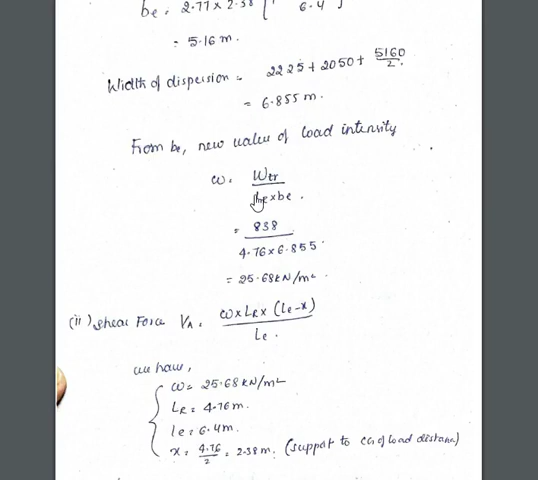 be = 2.77 x 2.38 [ 6.4 ]
= 5.16 m.
Width of dispersion = 2225 + 2050 + 5160/2.
= 6.855 m.
From be, new value of load intensity
w = Wtr / x be.
= 838 / 4.76 x 6.855
= 25.68 kN/m2
(ii) Shear Force VA = w x LR x (le - x) / Le.
we have,
w = 25.68 kN/m2
LR = 4.76 m.
le = 6.4 m.
x = 4.76/2 = 2.38 m. (support to CG of load distance)